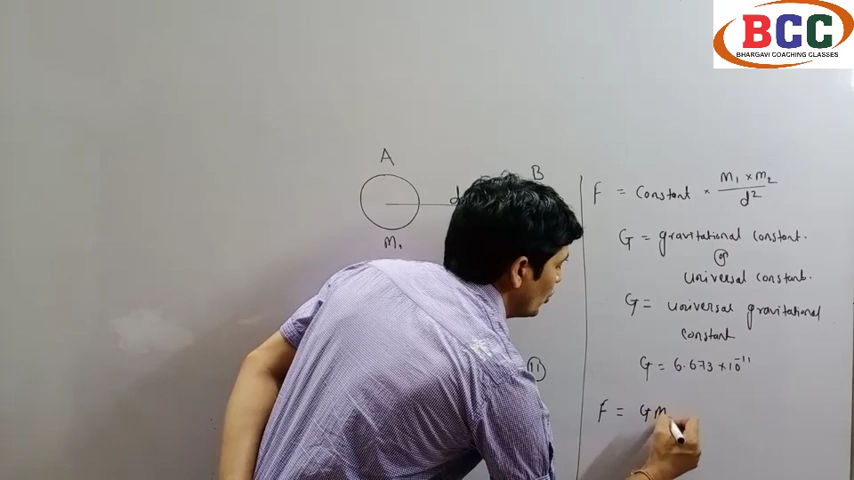 BCC
BHARGAVI COACHING CLASSES
A
B
d
M₁
F = Constant × m₁ × m₂ / d²
G = gravitational constant.
or
universal constant.
G = universal gravitational
constant
G = 6.673 × 10⁻¹¹
11
F = G m